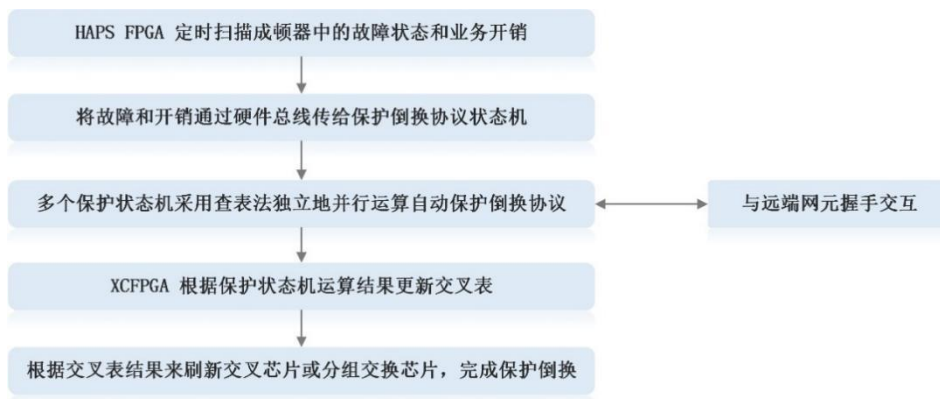 HAPS FPGA 定时扫描成顿器中的故障状态和业务开销
将故障和开销通过硬件总线传给保护倒换协议状态机
多个保护状态机采用查表法独立地并行运算自动保护倒换协议
与远端网元握手交互
XCFPGA 根据保护状态机运算结果更新交叉表
根据交叉表结果来刷新交叉芯片或分组交换芯片，完成保护倒换